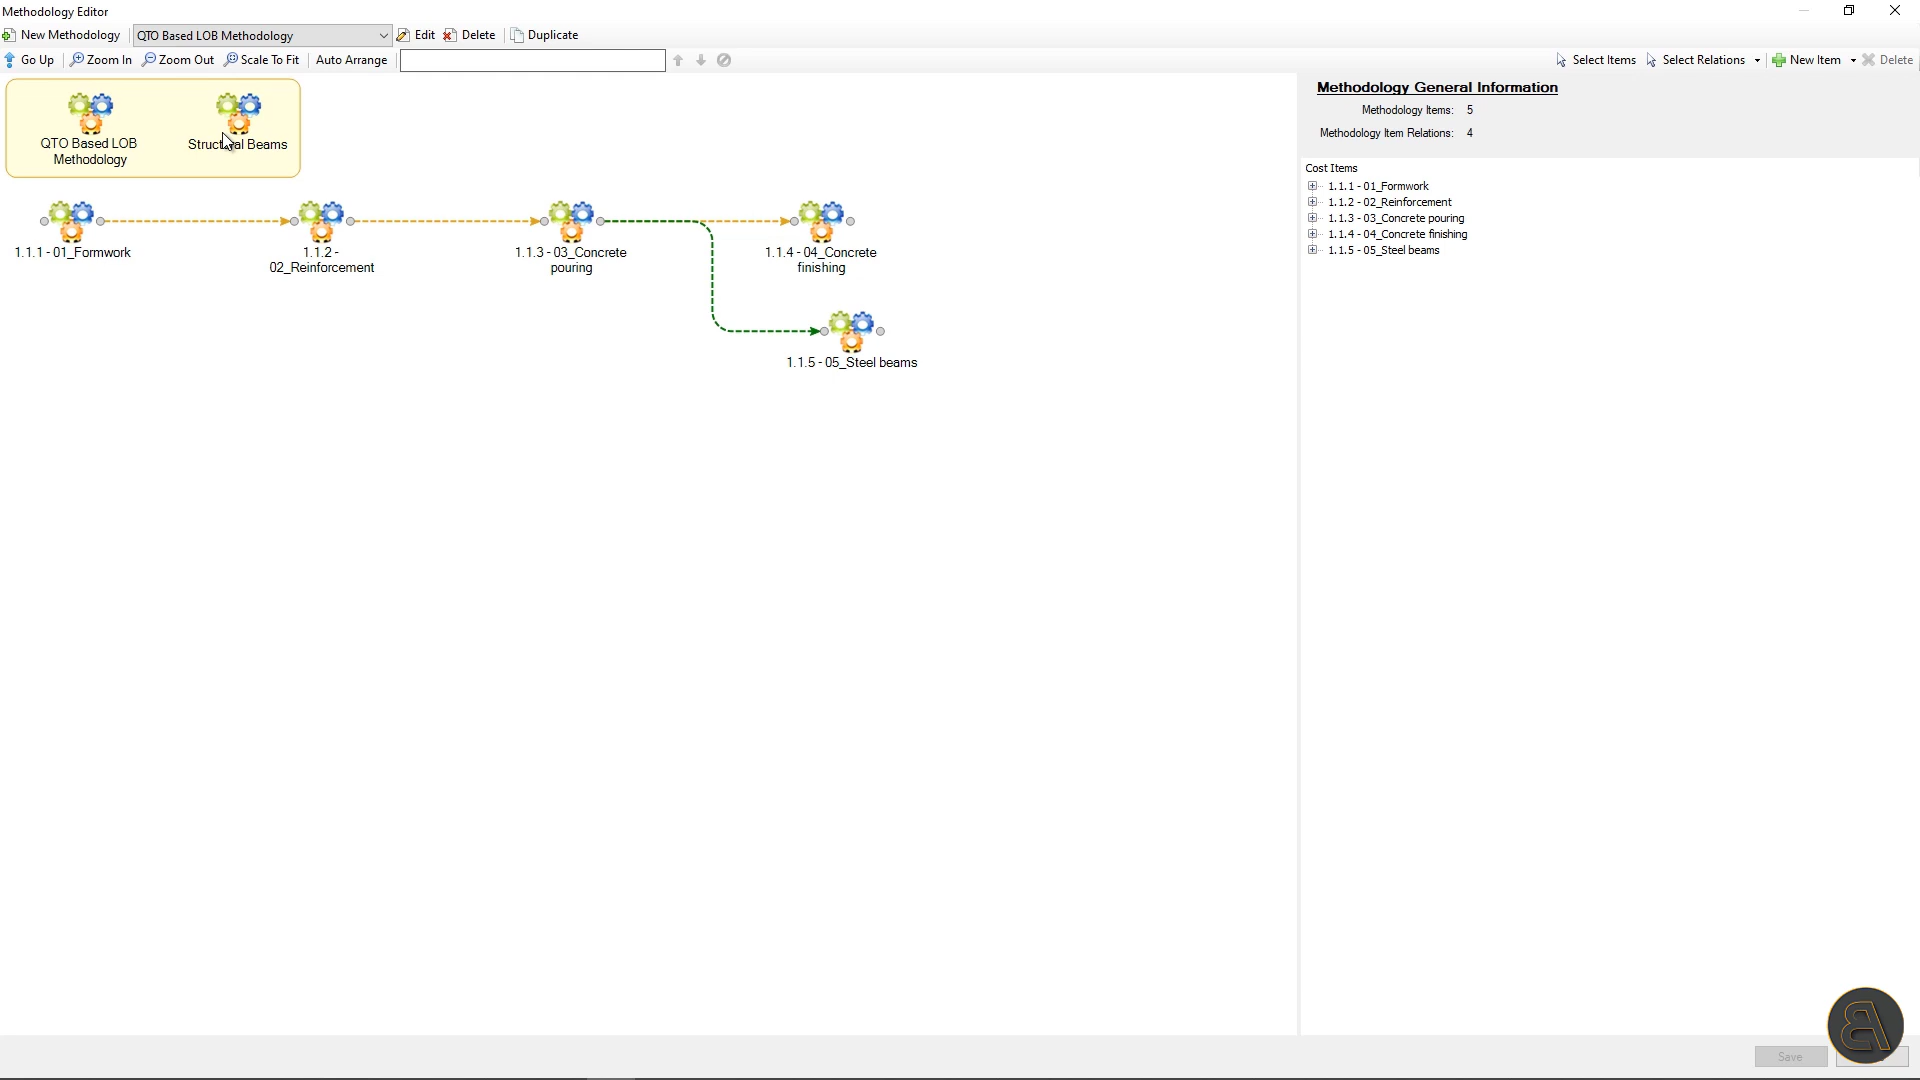 Methodology Editor
New Methodology QTO Based LOB Methodology Edit Delete Duplicate
Go Up Zoom In Zoom Out Scale To Fit Auto Arrange Select Items Select Relations New Item Delete
QTO Based LOB
Methodology
Structural Beams
1.1.1 - 01_Formwork
1.1.2 -
02_Reinforcement
1.1.3 - 03_Concrete
pouring
1.1.4 - 04_Concrete
finishing
1.1.5 - 05_Steel beams
Methodology General Information
Methodology Items: 5
Methodology Item Relations: 4
Cost Items
1.1.1 - 01_Formwork
1.1.2 - 02_Reinforcement
1.1.3 - 03_Concrete pouring
1.1.4 - 04_Concrete finishing
1.1.5 - 05_Steel beams
Save